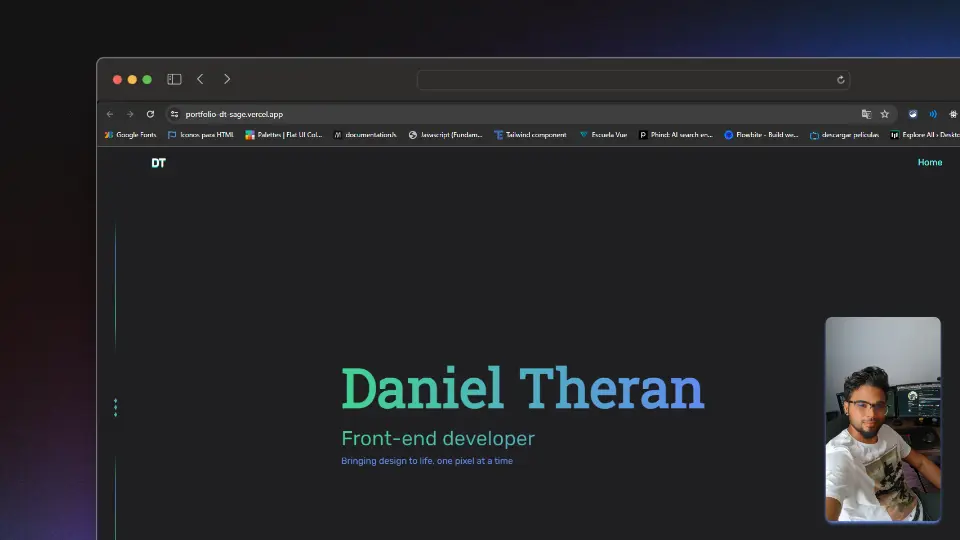 portfolio-dt-sage.vercel.app
Google Fonts
Iconos para HTML
Palettes | Flat UI Col...
documentation.ls
Javascript (Fundam...
Tailwind component
Escuela Vue
Phind: AI search en...
Flowbite - Build we...
descargar peliculas
Explore All › Deskto
DT
Home
Daniel Theran
Front-end developer
Bringing design to life, one pixel at a time